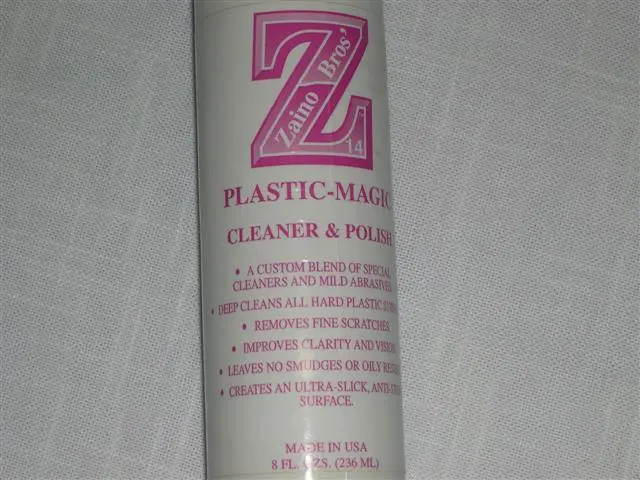 Zaino Bros'
Z
14
PLASTIC-MAGIC
CLEANER & POLISH
• A CUSTOM BLEND OF SPECIAL
CLEANERS AND MILD ABRASIVES
• DEEP CLEANS ALL HARD PLASTIC
• REMOVES FINE SCRATCHES.
• IMPROVES CLARITY AND VISION
• LEAVES NO SMUDGES OR OILY
• CREATES AN ULTRA-SLICK,
SURFACE.
MADE IN USA
8 FL. OZS. (236 ML)